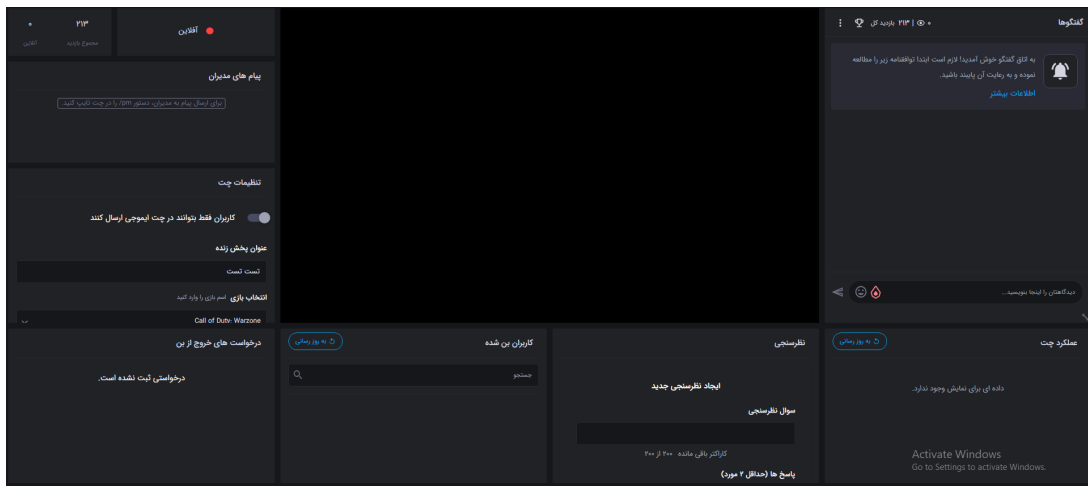 گفتگوها
۰ | ۲۱۳ بازدید کل
به اتاق گفتگو خوش آمدید! لازم است ابتدا توافقنامه زیر را مطالعه
نموده و به رعایت آن پایبند باشید.
اطلاعات بیشتر
دیدگاهتان را اینجا بنویسید...
آفلاین
۲۱۳
مجموع بازدید
۰
آنلاین
پیام های مدیران
برای ارسال پیام به مدیران، دستور pm/ را در چت تایپ کنید.
تنظیمات چت
کاربران فقط بتوانند در چت ایموجی ارسال کنند
عنوان پخش زنده
تست تست
انتخاب بازی اسم بازی را وارد کنید
Call of Duty: Warzone
عملکرد چت
به روز رسانی
داده ای برای نمایش وجود ندارد.
نظرسنجی
ایجاد نظرسنجی جدید
سوال نظرسنجی
کاراکتر باقی مانده ۲۰۰ از ۲۰۰
پاسخ ها (حداقل ۲ مورد)
کاربران بن شده
به روز رسانی
جستجو
درخواست های خروج از بن
درخواستی ثبت نشده است.
Activate Windows
Go to Settings to activate Windows.